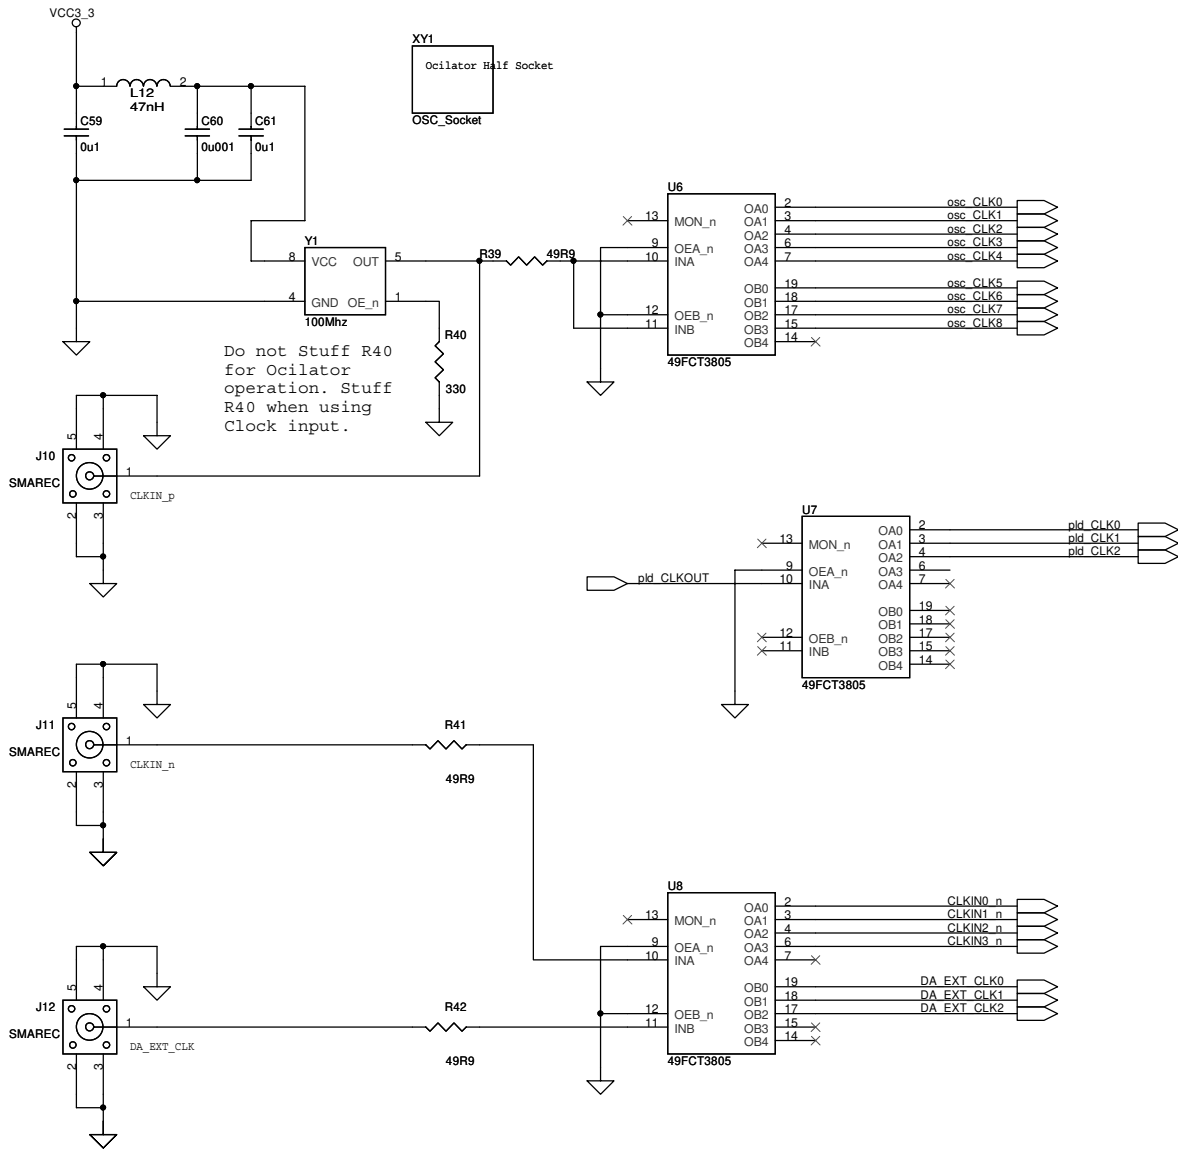 VCC3_3
XY1
Ocilator Half Socket
OSC_Socket
1 2
L12
47nH
C59
0u1
C60
0u001
C61
0u1
Y1
8 VCC OUT 5
4 GND OE_n 1
100Mhz
R39 49R9
R40
330
Do not Stuff R40
for Ocilator
operation. Stuff
R40 when using
Clock input.
U6
13 MON_n
9 OEA_n
10 INA
12 OEB_n
11 INB
OA0 2 osc_CLK0
OA1 3 osc_CLK1
OA2 4 osc_CLK2
OA3 6 osc_CLK3
OA4 7 osc_CLK4
OB0 19 osc_CLK5
OB1 18 osc_CLK6
OB2 17 osc_CLK7
OB3 15 osc_CLK8
OB4 14
49FCT3805
5 4
J10
SMAREC
1
CLKIN_p
2 3
U7
13 MON_n
9 OEA_n
pld_CLKOUT 10 INA
12 OEB_n
11 INB
OA0 2 pld_CLK0
OA1 3 pld_CLK1
OA2 4 pld_CLK2
OA3 6
OA4 7
OB0 19
OB1 18
OB2 17
OB3 15
OB4 14
49FCT3805
5 4
J11
SMAREC
1
CLKIN_n
2 3
R41
49R9
U8
13 MON_n
9 OEA_n
10 INA
12 OEB_n
11 INB
OA0 2 CLKIN0_n
OA1 3 CLKIN1_n
OA2 4 CLKIN2_n
OA3 6 CLKIN3_n
OA4 7
OB0 19 DA_EXT_CLK0
OB1 18 DA_EXT_CLK1
OB2 17 DA_EXT_CLK2
OB3 15
OB4 14
49FCT3805
5 4
J12
SMAREC
1
DA_EXT_CLK
2 3
R42
49R9